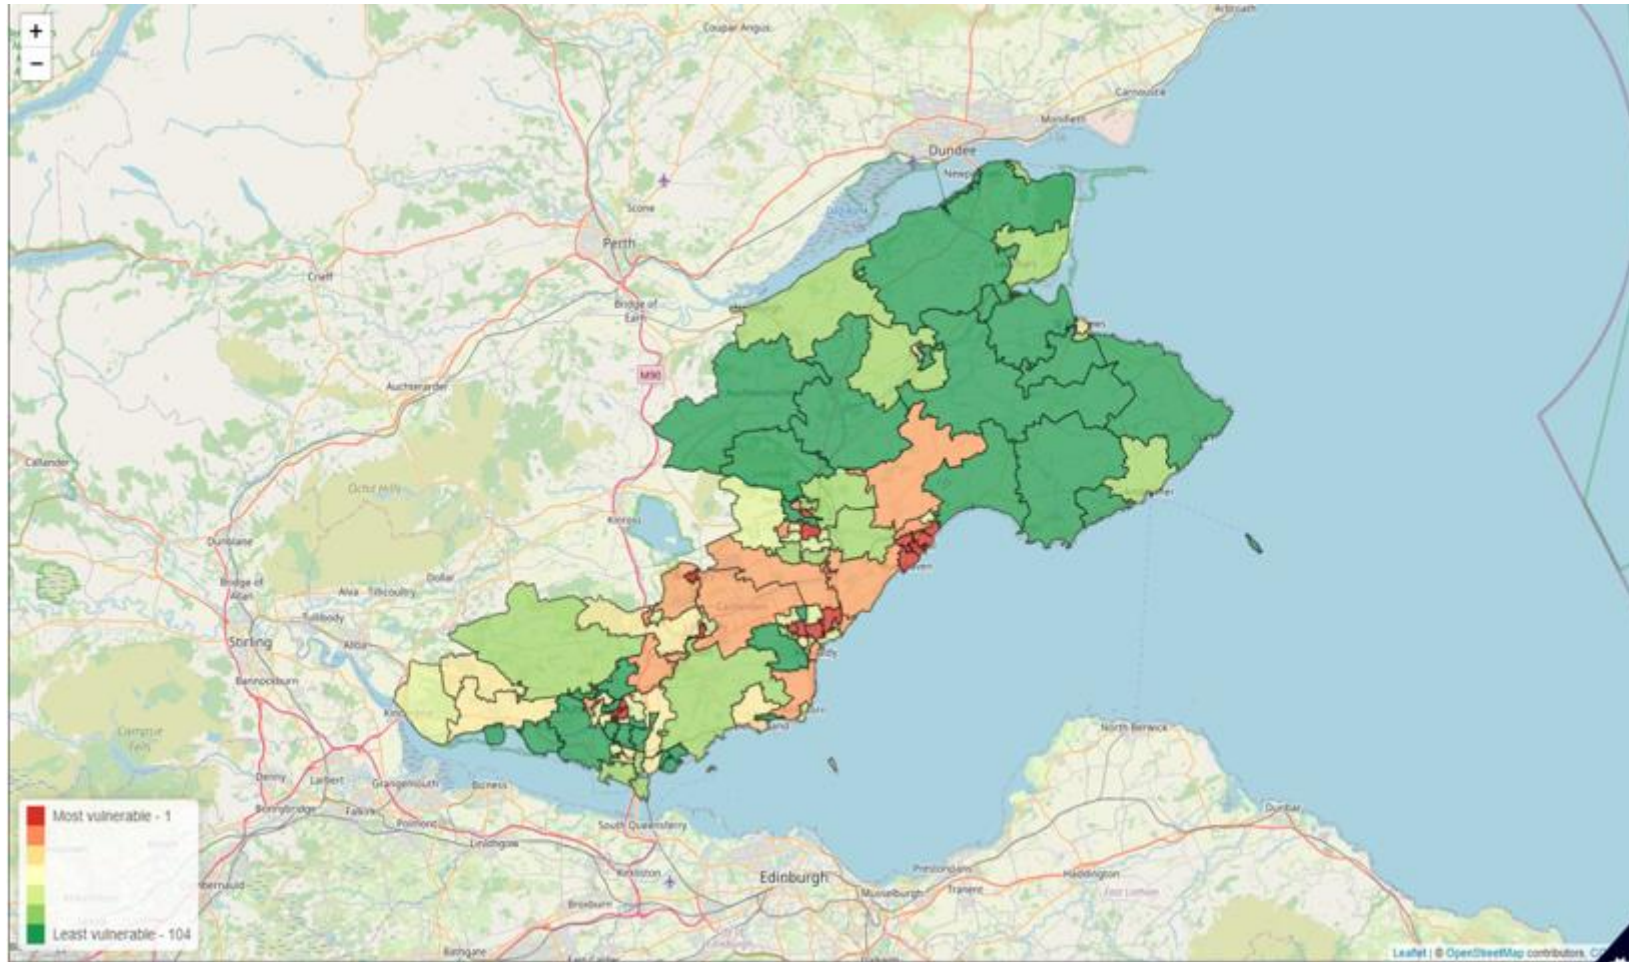 +
Coupar Angus
Arbroath
−
Carnoustie
Monifieth
Dundee
Scone
Perth
Crieff
Bridge of
Earn
M90
Auchterarder
Callander
Ochil Hills
Kinross
Dunblane
Bridge of
Allan
Dollar
Alva
Tillicoultry
Tullibody
Alloa
Stirling
Bannockburn
North Berwick
Denny
Larbert
Grangemouth
Bo'ness
Bonnybridge
Falkirk
Polmont
South Queensferry
Dunbar
Linlithgow
Most vulnerable - 1
Kirkliston
Edinburgh
Prestonpans
Haddington
Musselburgh
Tranent
East Lothian
Broxburn
Least vulnerable - 104
Bathgate
Leaflet | © OpenStreetMap contributors,